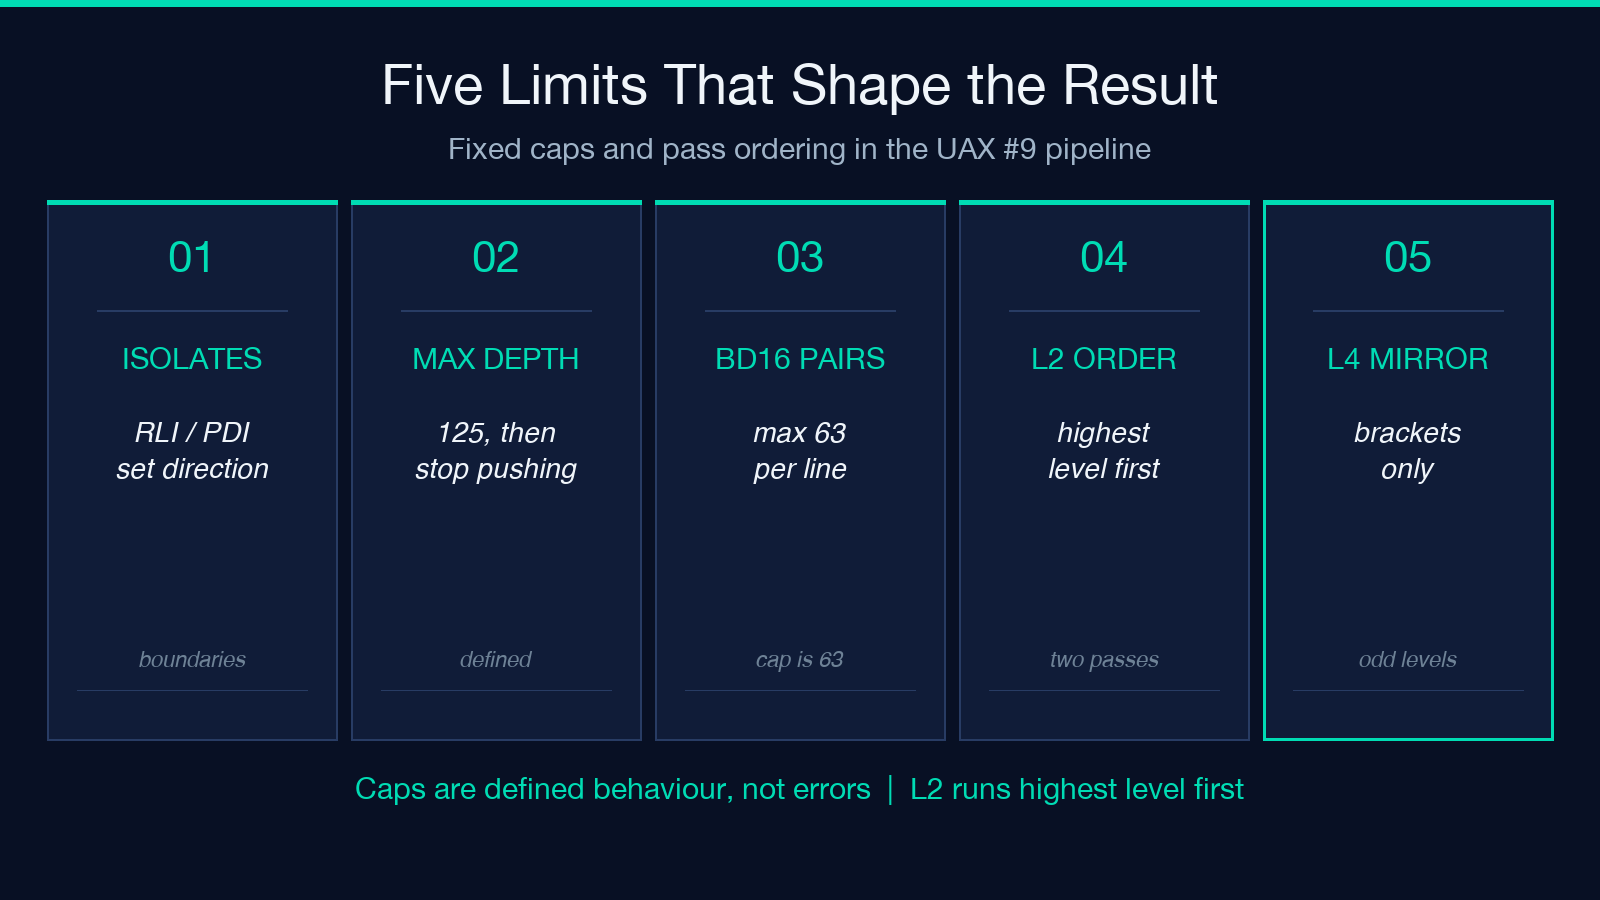 Five Limits That Shape the Result
Fixed caps and pass ordering in the UAX #9 pipeline
01
ISOLATES
RLI / PDI
set direction
boundaries
02
MAX DEPTH
125, then
stop pushing
defined
03
BD16 PAIRS
max 63
per line
cap is 63
04
L2 ORDER
highest
level first
two passes
05
L4 MIRROR
brackets
only
odd levels
Caps are defined behaviour, not errors | L2 runs highest level first